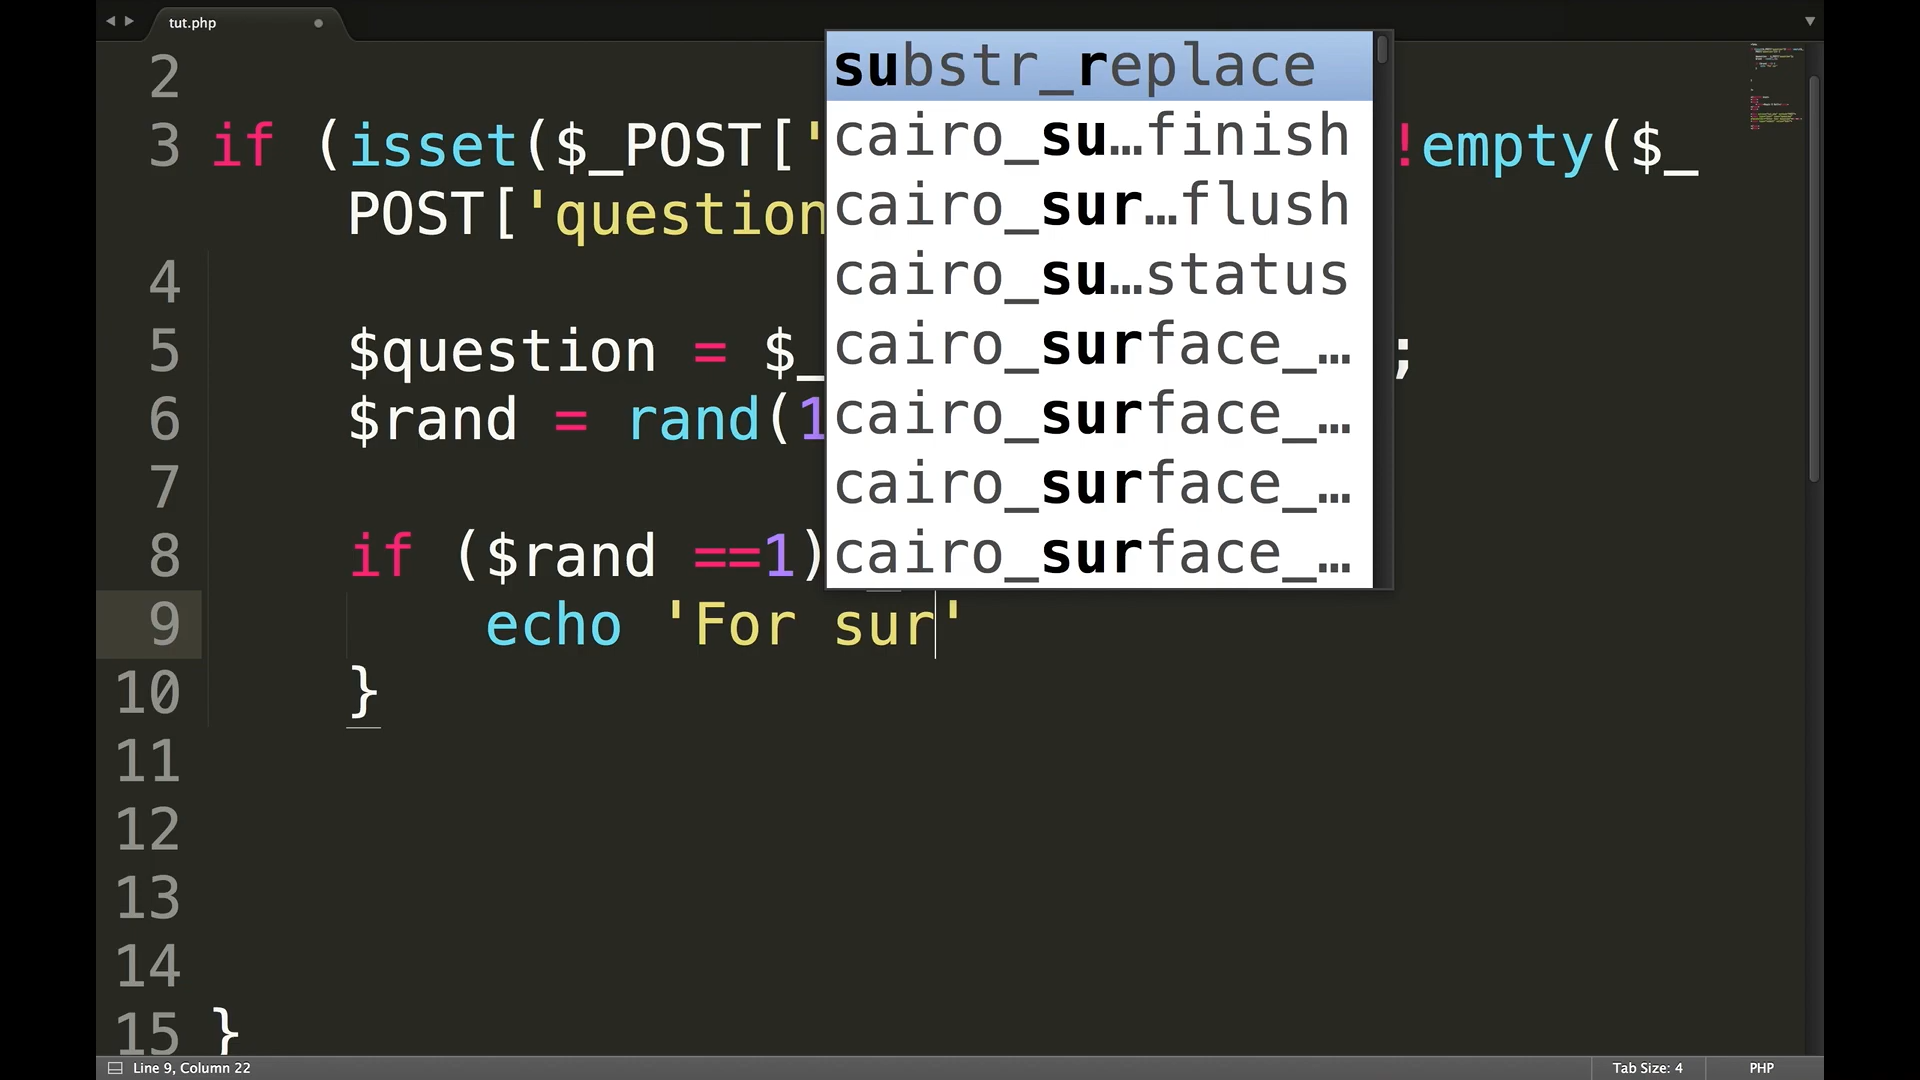 tut.php
2
3 if (isset($_POST[' !empty($_
POST['question
4
5 $question = $_ ;
6 $rand = rand(1
7
8 if ($rand ==1)
9 echo 'For sur'
10 }
11
12
13
14
15 }
substr_replace
cairo_su…finish
cairo_sur…flush
cairo_su…status
cairo_surface_…
cairo_surface_…
cairo_surface_…
cairo_surface_…
Line 9, Column 22
Tab Size: 4
PHP